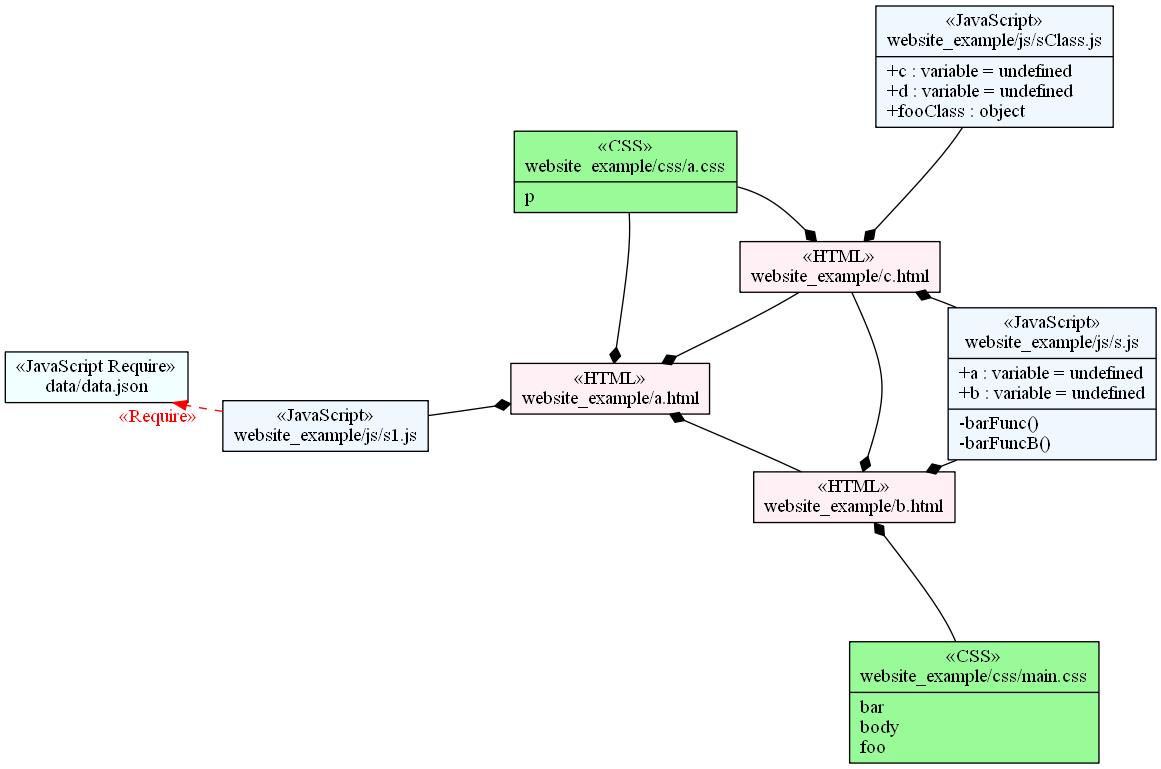 «JavaScript»
website_example/js/sClass.js
+c : variable = undefined
+d : variable = undefined
+fooClass : object
«CSS»
website_example/css/a.css
p
«HTML»
website_example/c.html
«JavaScript»
website_example/js/s.js
+a : variable = undefined
+b : variable = undefined
-barFunc()
-barFuncB()
«JavaScript Require»
data/data.json
«Require»
«JavaScript»
website_example/js/s1.js
«HTML»
website_example/a.html
«HTML»
website_example/b.html
«CSS»
website_example/css/main.css
bar
body
foo